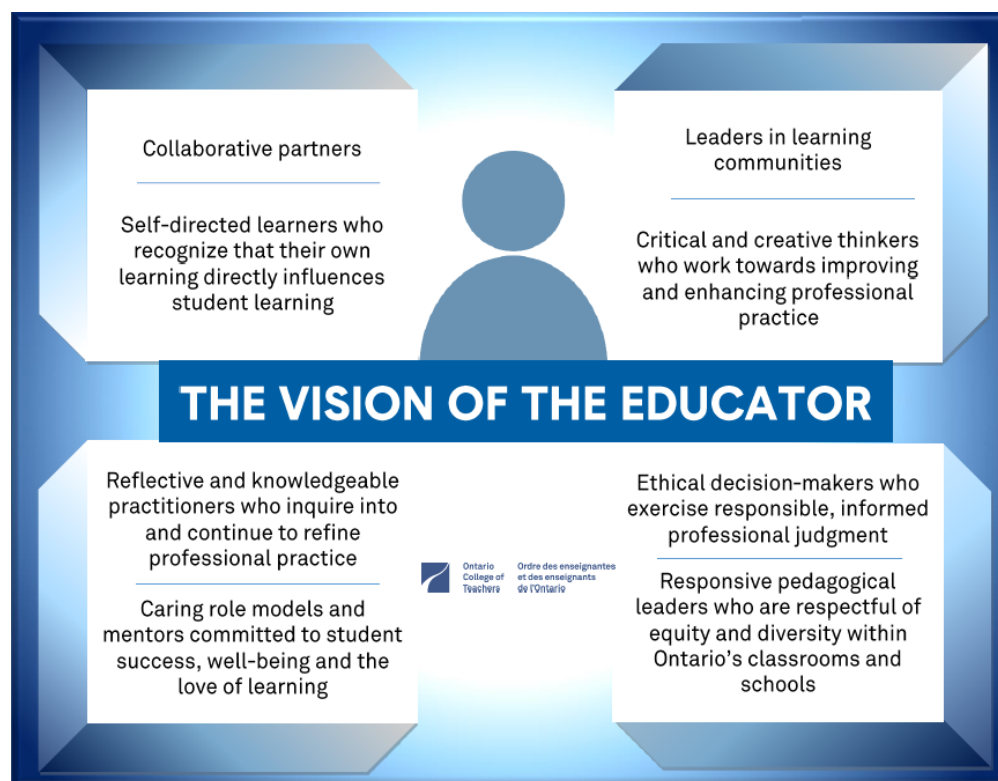 Collaborative partners
Self-directed learners who
recognize that their own
learning directly influences
student learning
Leaders in learning
communities
Critical and creative thinkers
who work towards improving
and enhancing professional
practice
THE VISION OF THE EDUCATOR
Reflective and knowledgeable
practitioners who inquire into
and continue to refine
professional practice
Caring role models and
mentors committed to student
success, well-being and the
love of learning
Ontario
College of
Teachers
Ordre des enseignantes
et des enseignants
de l'Ontario
Ethical decision-makers who
exercise responsible, informed
professional judgment
Responsive pedagogical
leaders who are respectful of
equity and diversity within
Ontario's classrooms and
schools